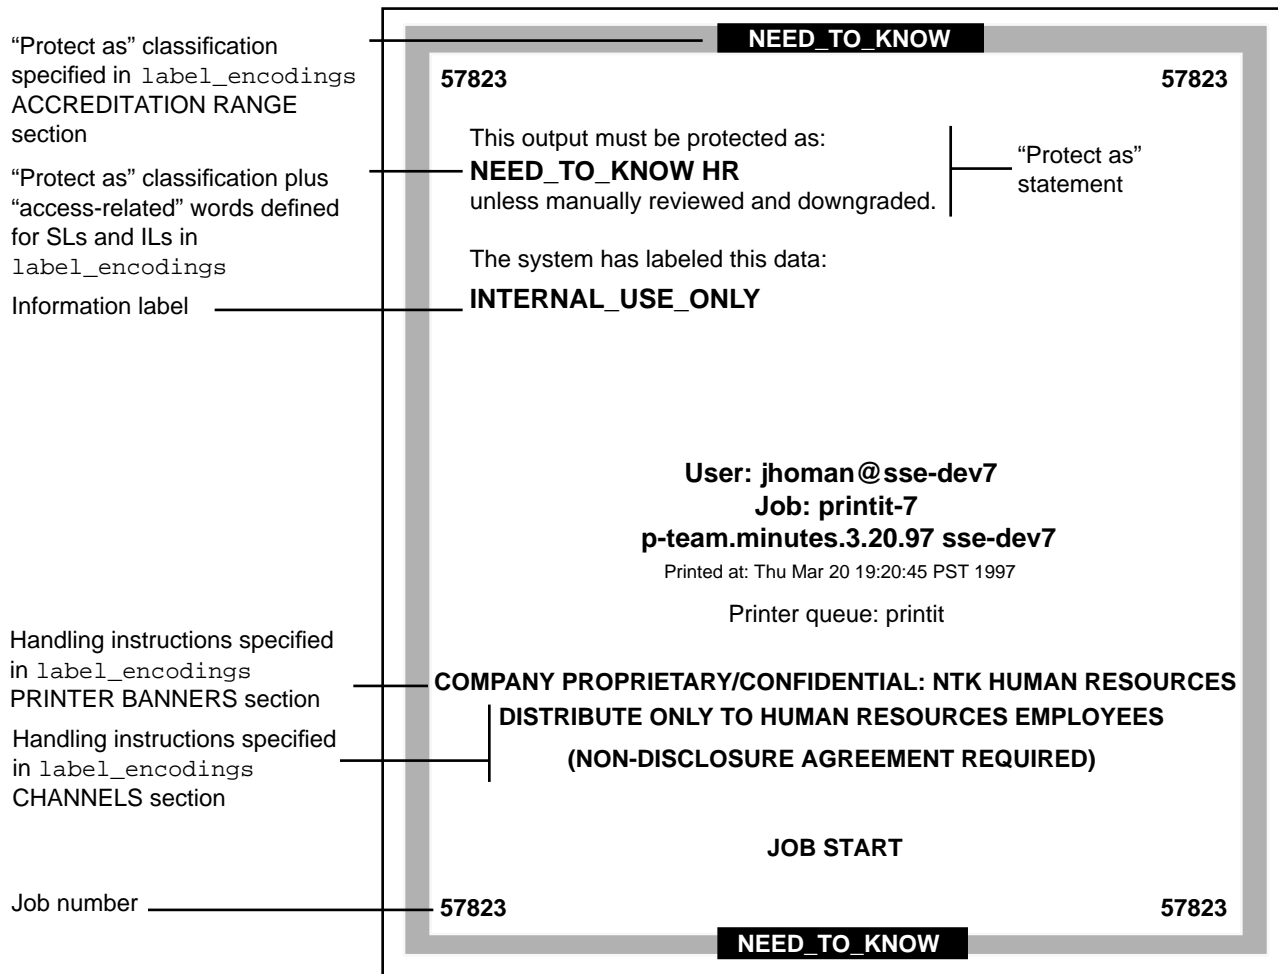 “Protect as” classification
specified in label_encodings
ACCREDITATION RANGE
section
“Protect as” classification plus
“access-related” words defined
for SLs and ILs in
label_encodings
Information label
Handling instructions specified
in label_encodings
PRINTER BANNERS section
Handling instructions specified
in label_encodings
CHANNELS section
Job number
NEED_TO_KNOW
57823 57823
This output must be protected as:
NEED_TO_KNOW HR
unless manually reviewed and downgraded.
“Protect as”
statement
The system has labeled this data:
INTERNAL_USE_ONLY
User: jhoman@sse-dev7
Job: printit-7
p-team.minutes.3.20.97 sse-dev7
Printed at: Thu Mar 20 19:20:45 PST 1997
Printer queue: printit
COMPANY PROPRIETARY/CONFIDENTIAL: NTK HUMAN RESOURCES
DISTRIBUTE ONLY TO HUMAN RESOURCES EMPLOYEES
(NON-DISCLOSURE AGREEMENT REQUIRED)
JOB START
57823 57823
NEED_TO_KNOW